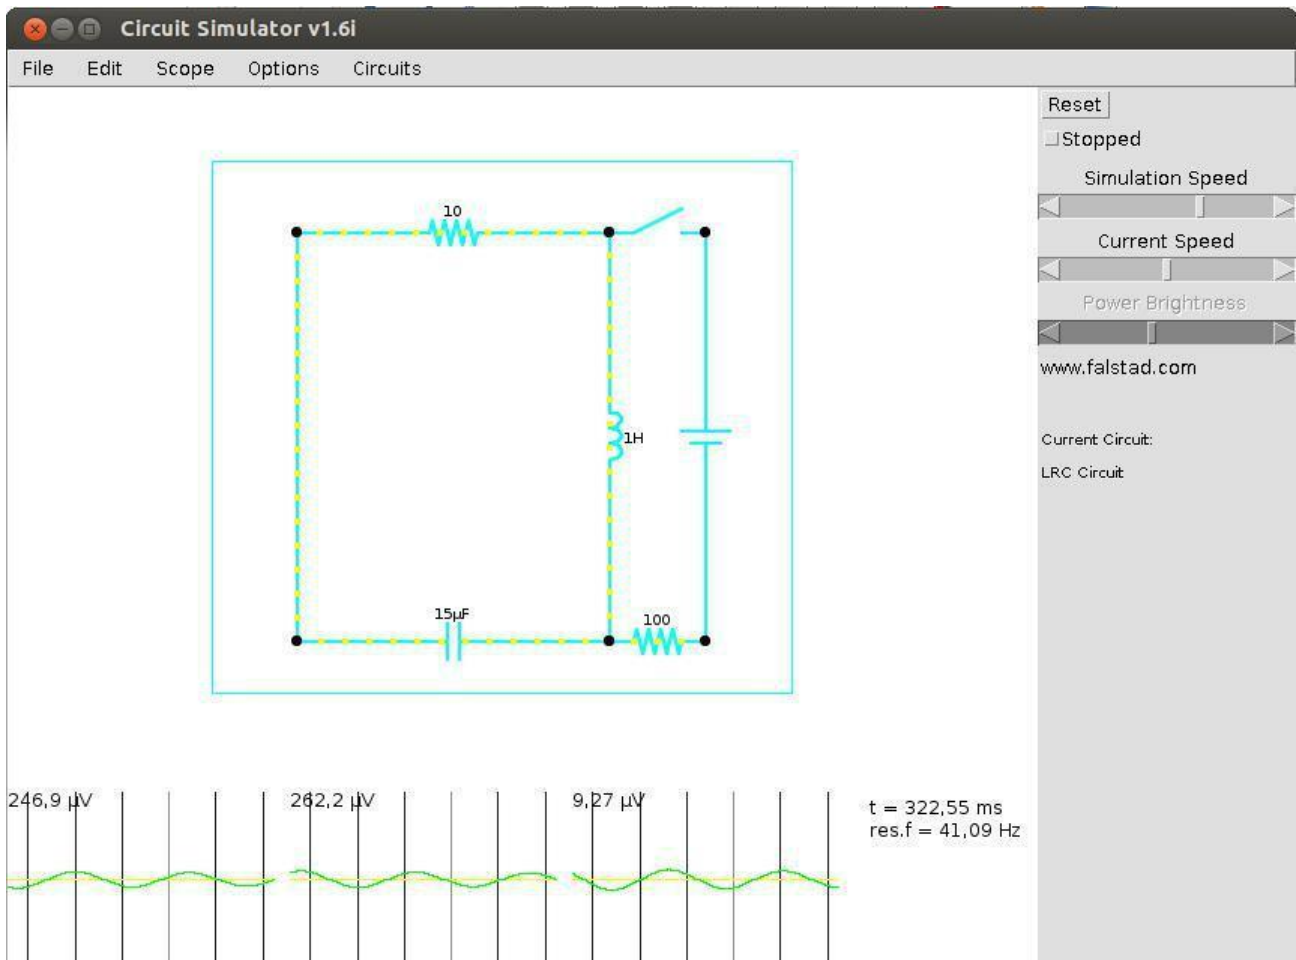 Circuit Simulator v1.6i
File Edit Scope Options Circuits
Reset
Stopped
Simulation Speed
Current Speed
Power Brightness
www.falstad.com
Current Circuit:
LRC Circuit
10
1H
15µF
100
246,9 µV
262,2 µV
9,27 µV
t = 322,55 ms
res.f = 41,09 Hz